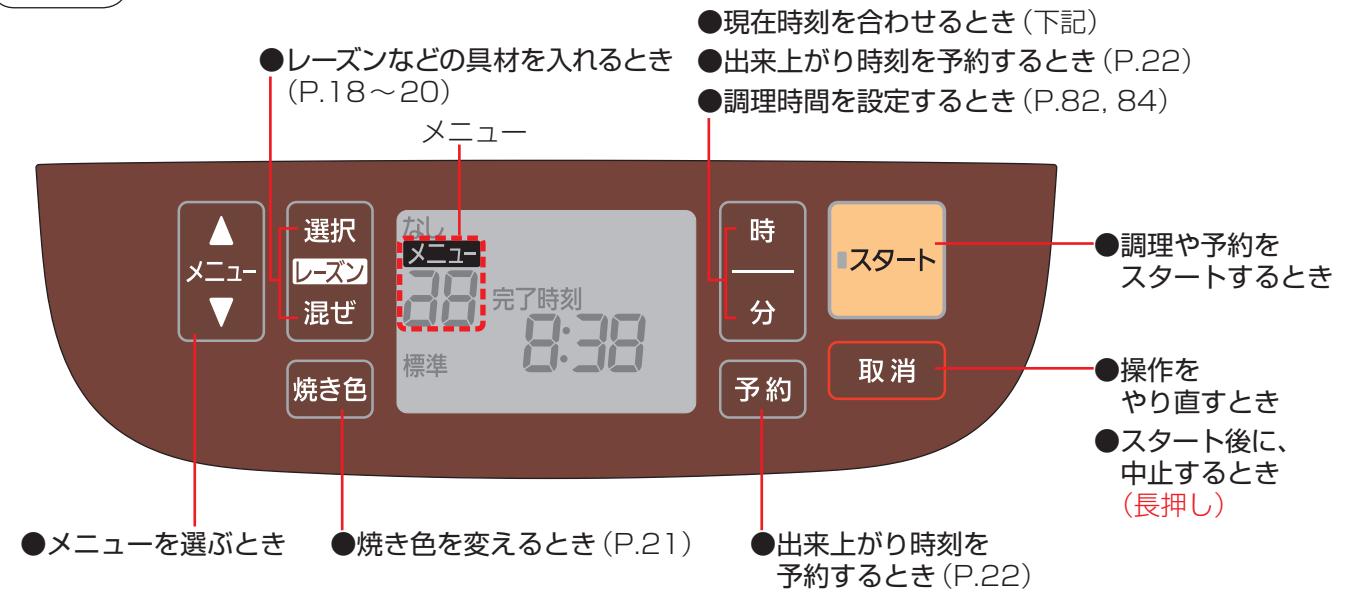 ●現在時刻を合わせるとき（下記）
●レーズンなどの具材を入れるとき
（P.18～20）
●出来上がり時刻を予約するとき（P.22）
●調理時間を設定するとき（P.82, 84）
メニュー
▲
メニュー
▼
選択
レーズン
混ぜ
焼き色
なし
メニュー
38
完了時刻
8:38
標準
時
分
予約
スタート
取消
●調理や予約を
スタートするとき
●操作を
やり直すとき
●スタート後に、
中止するとき
（長押し）
●メニューを選ぶとき
●焼き色を変えるとき（P.21）
●出来上がり時刻を
予約するとき（P.22）